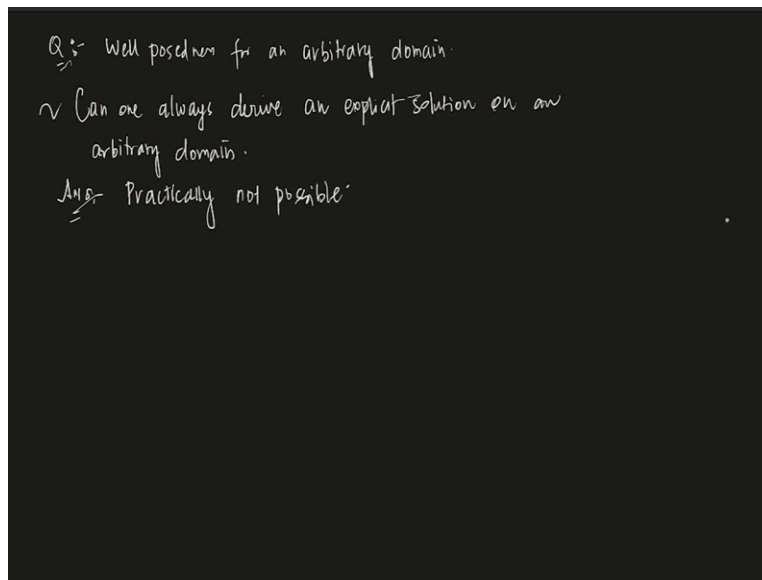 Q:- Well posedness for an arbitrary domain.
~ Can one always derive an explicit solution on an
arbitrary domain.
Ans:- Practically not possible.